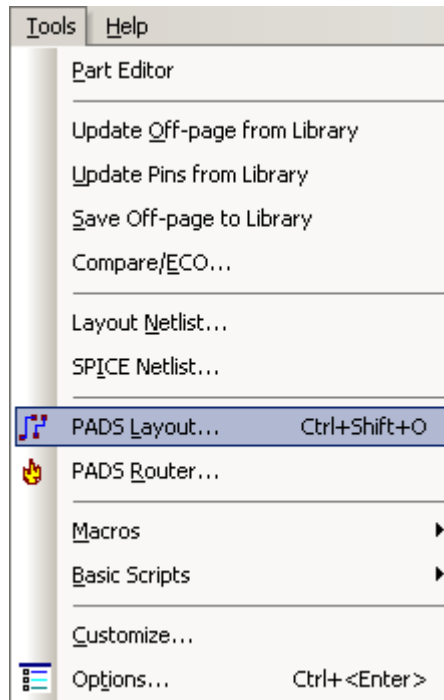 Tools Help
Part Editor
Update Off-page from Library
Update Pins from Library
Save Off-page to Library
Compare/ECO...
Layout Netlist...
SPICE Netlist...
PADS Layout... Ctrl+Shift+O
PADS Router...
Macros
Basic Scripts
Customize...
Options... Ctrl+<Enter>